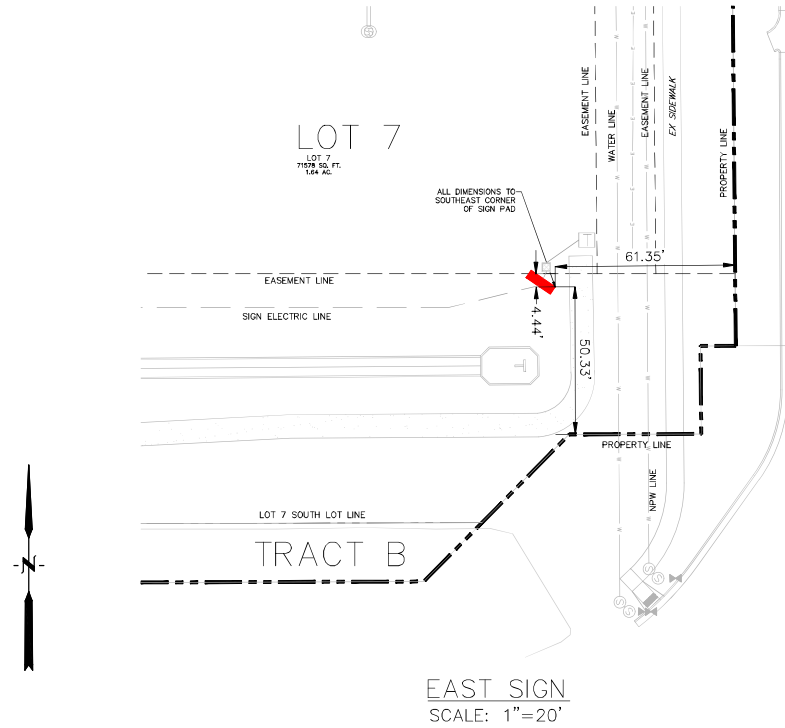 S
EASEMENT LINE
WATER LINE
EASEMENT LINE
EX SIDEWALK
PROPERTY LINE
LOT 7
LOT 7
71578 SQ. FT.
1.64 AC.
ALL DIMENSIONS TO
SOUTHEAST CORNER
OF SIGN PAD
T
61.35'
EASEMENT LINE
SIGN ELECTRIC LINE
4.44'
50.33'
T
PROPERTY LINE
NPW LINE
LOT 7 SOUTH LOT LINE
TRACT B
N
S
S
S
S
EAST SIGN
SCALE: 1"=20'